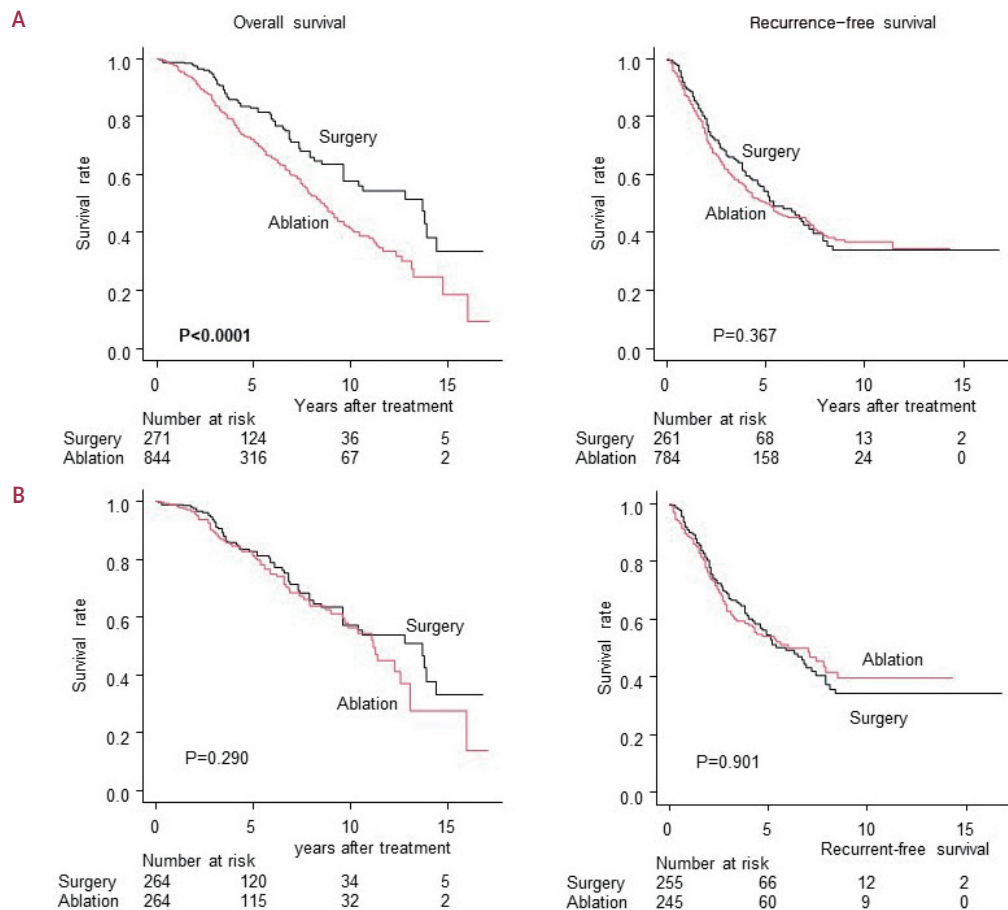 A
Overall survival
1.0
0.8
0.6
0.4
0.2
0.0
Survival rate
Surgery
Ablation
P<0.0001
0 5 10 15
Years after treatment
Number at risk
Surgery 271 124 36 5
Ablation 844 316 67 2
Recurrence-free survival
1.0
0.8
0.6
0.4
0.2
0.0
Survival rate
Surgery
Ablation
P=0.367
0 5 10 15
Years after treatment
Number at risk
Surgery 261 68 13 2
Ablation 784 158 24 0
B
1.0
0.8
0.6
0.4
0.2
0.0
Survival rate
Surgery
Ablation
P=0.290
0 5 10 15
years after treatment
Number at risk
Surgery 264 120 34 5
Ablation 264 115 32 2
1.0
0.8
0.6
0.4
0.2
0.0
Survival rate
Ablation
Surgery
P=0.901
0 5 10 15
Number at risk
Recurrent-free survival
Surgery 255 66 12 2
Ablation 245 60 9 0